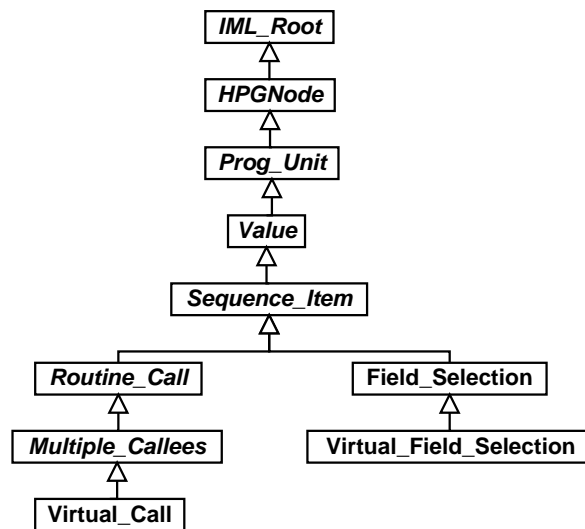 IML_Root
HPGNode
Prog_Unit
Value
Sequence_Item
Routine_Call
Field_Selection
Multiple_Callees
Virtual_Field_Selection
Virtual_Call